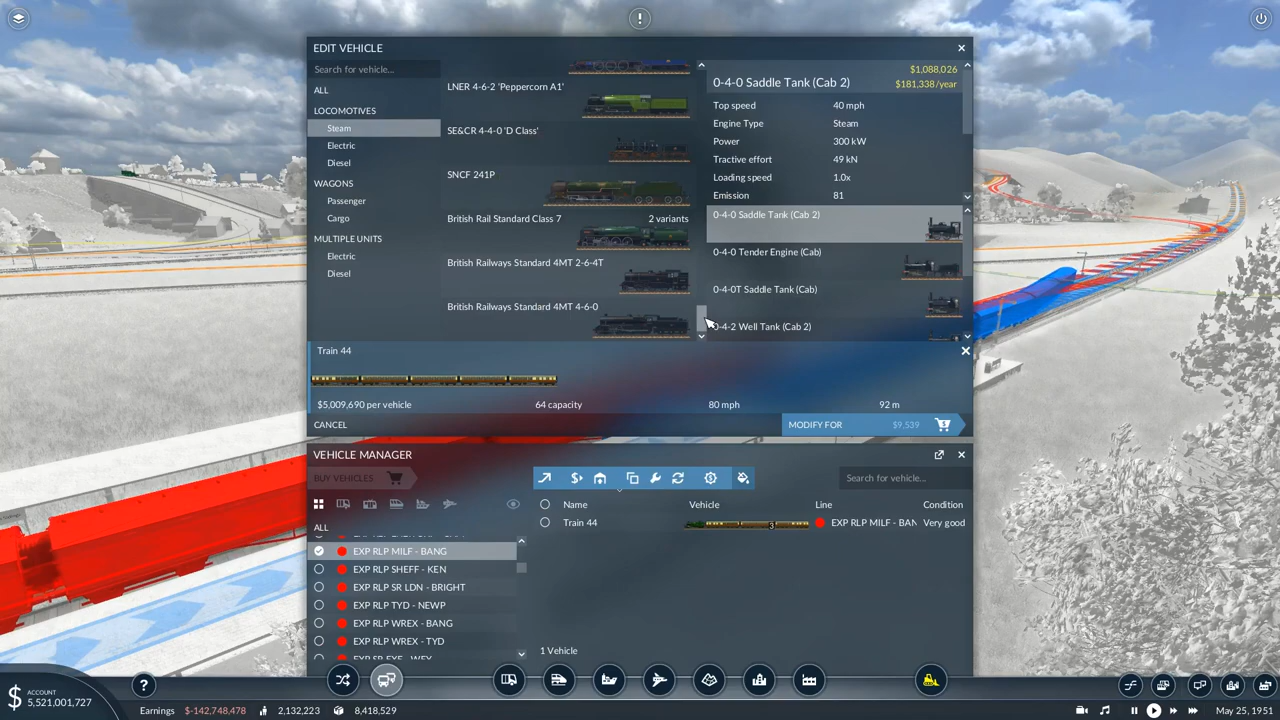 EDIT VEHICLE
Search for vehicle...
ALL
LOCOMOTIVES
Steam
Electric
Diesel
WAGONS
Passenger
Cargo
MULTIPLE UNITS
Electric
Diesel
LNER 4-6-2 'Peppercorn A1'
SE&CR 4-4-0 'D Class'
SNCF 241P
British Rail Standard Class 7 2 variants
British Railways Standard 4MT 2-6-4T
British Railways Standard 4MT 4-6-0
$1,088,026
0-4-0 Saddle Tank (Cab 2) $181,338/year
Top speed 40 mph
Engine Type Steam
Power 300 kW
Tractive effort 49 kN
Loading speed 1.0x
Emission 81
0-4-0 Saddle Tank (Cab 2)
0-4-0 Tender Engine (Cab)
0-4-0T Saddle Tank (Cab)
0-4-2 Well Tank (Cab 2)
Train 44
$5,009,690 per vehicle 64 capacity 80 mph 92 m
CANCEL MODIFY FOR $9,539
VEHICLE MANAGER
BUY VEHICLES Search for vehicle...
ALL
EXP RLP MILF - BANG
EXP RLP SHEFF - KEN
EXP RLP SR LDN - BRIGHT
EXP RLP TYD - NEWP
EXP RLP WREX - BANG
EXP RLP WREX - TYD
Name Vehicle Line Condition
Train 44 EXP RLP MILF - BAN Very good
1 Vehicle
ACCOUNT
$ 5,521,001,727
?
Earnings $-142,748,478 2,132,223 8,418,529 May 25, 1951